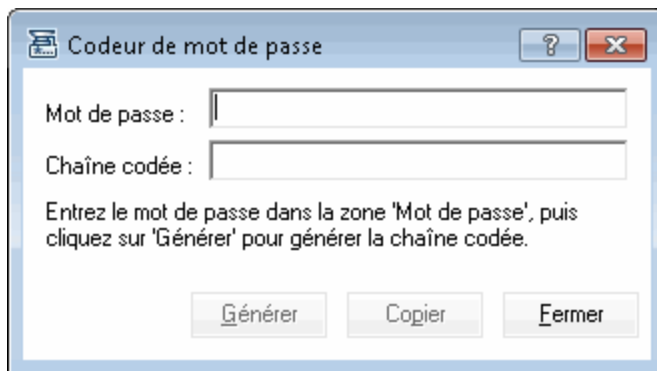 Codeur de mot de passe
Mot de passe :
Chaîne codée :
Entrez le mot de passe dans la zone 'Mot de passe', puis
cliquez sur 'Générer' pour générer la chaîne codée.
Générer Copier Fermer